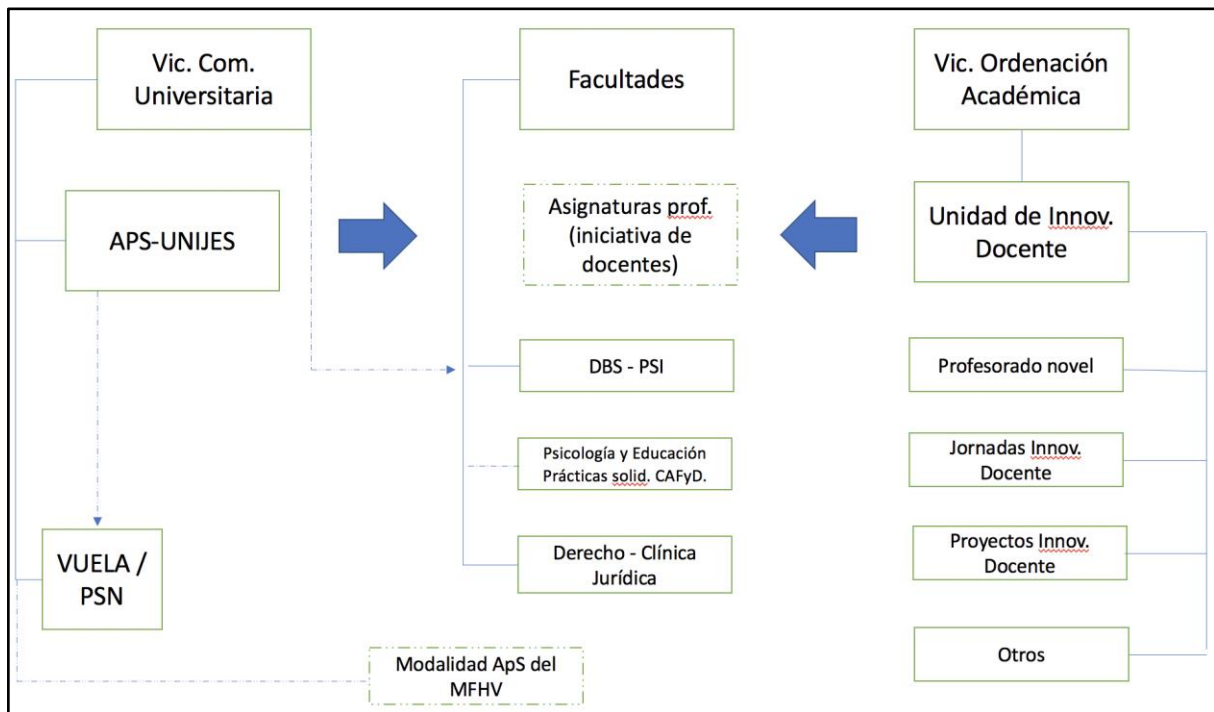 Vic. Com.
Universitaria
APS-UNIJES
VUELA /
PSN
Facultades
Asignaturas prof.
(iniciativa de
docentes)
DBS - PSI
Psicología y Educación
Prácticas solid. CAFyD.
Derecho - Clínica
Jurídica
Modalidad ApS del
MFHV
Vic. Ordenación
Académica
Unidad de Innov.
Docente
Profesorado novel
Jornadas Innov.
Docente
Proyectos Innov.
Docente
Otros